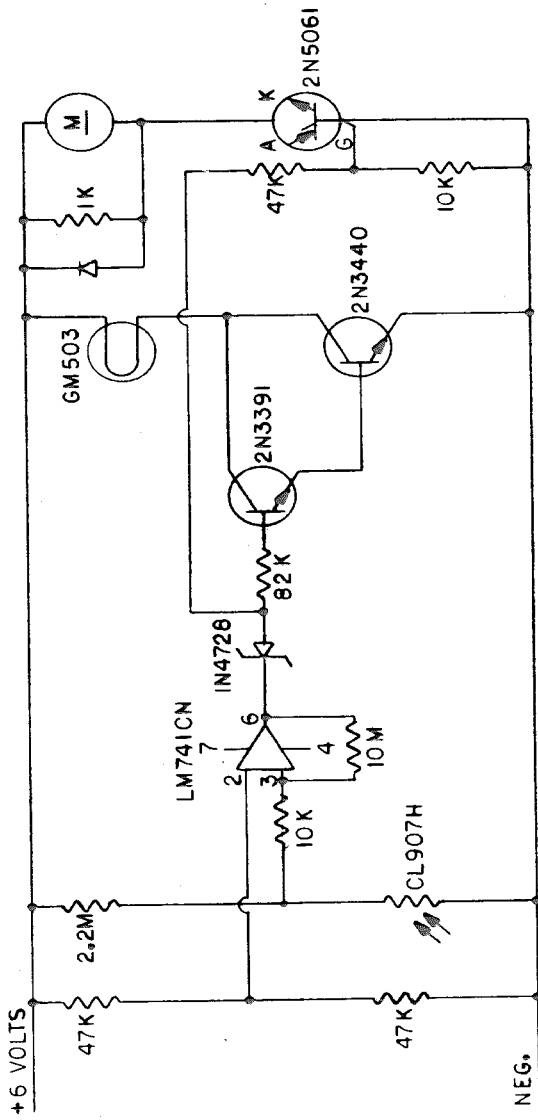 +6 VOLTS
47K
2.2M
GM503
1K
M
LM741CN
7
2
3
6
4
1N4728
82K
2N3391
2N3440
47K
A
K
G
2N5061
10K
10M
10K
CL907H
47K
NEG.